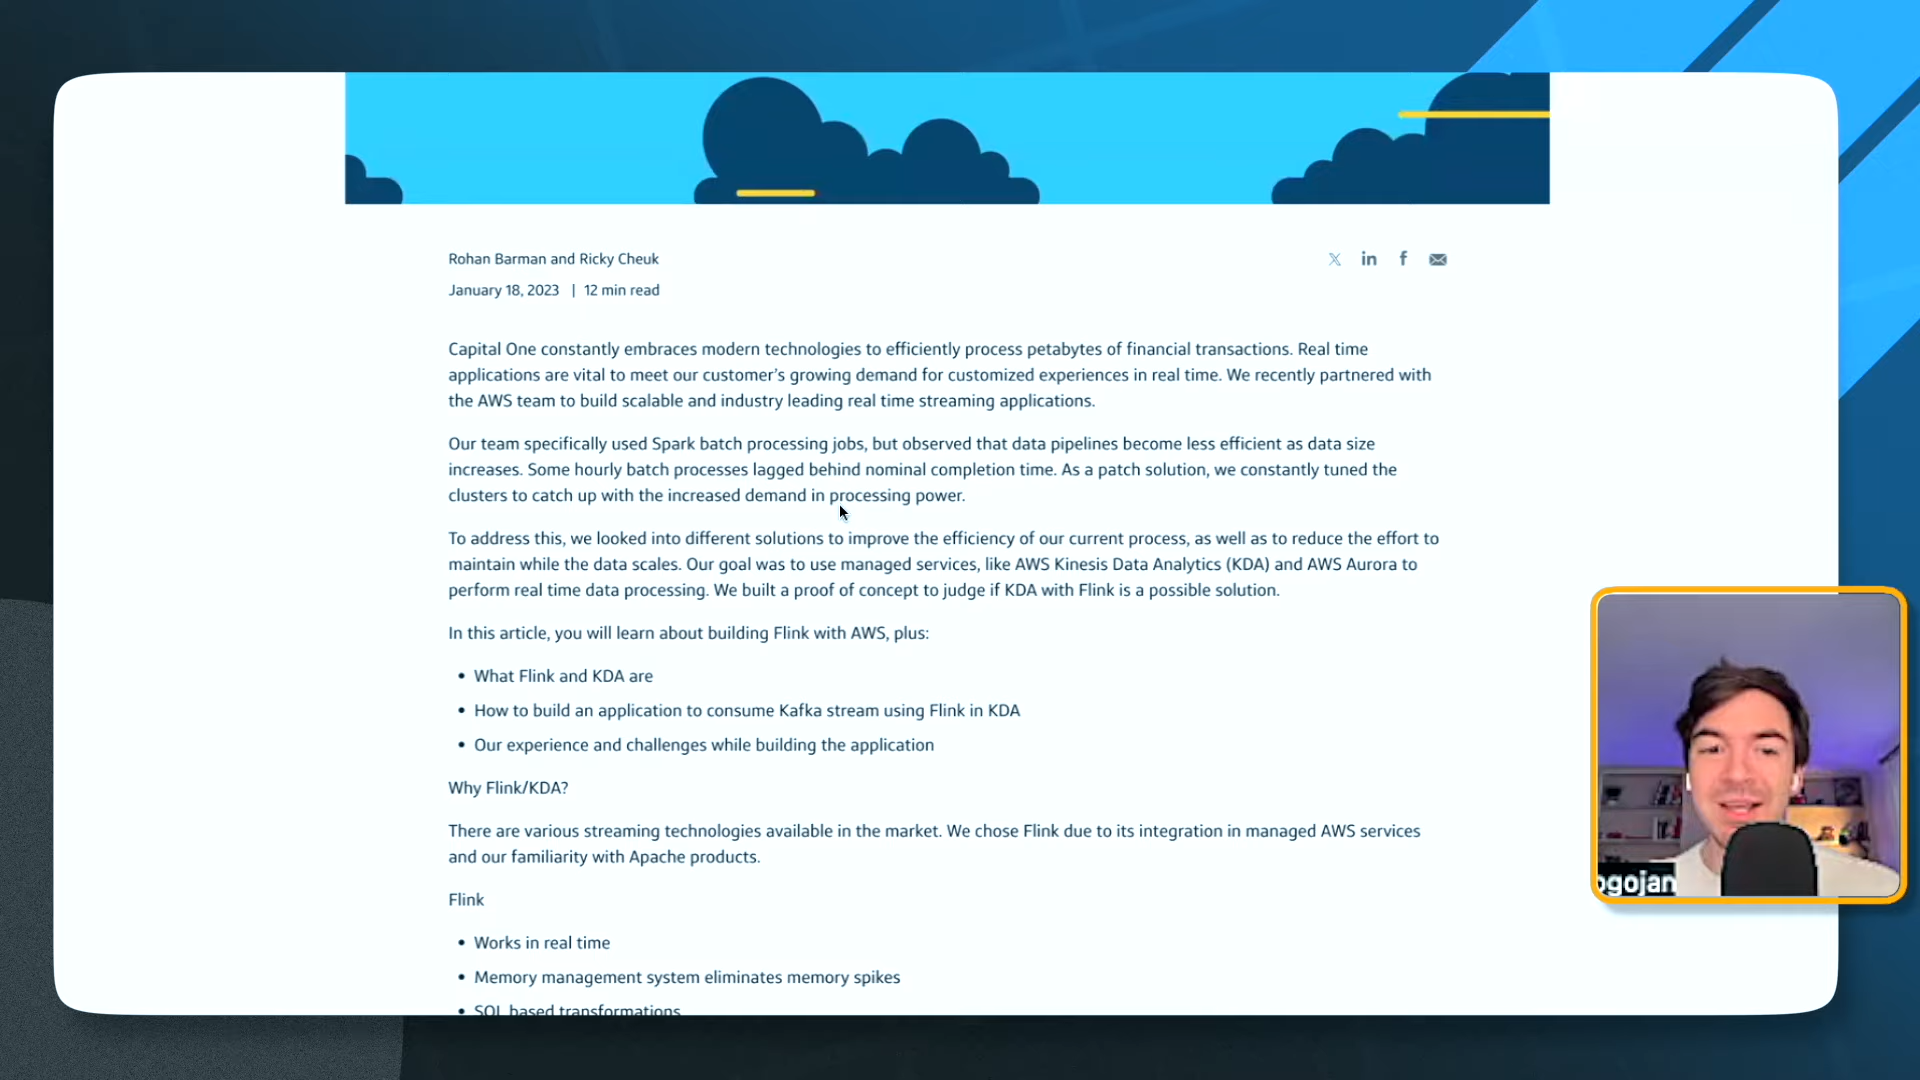 Rohan Barman and Ricky Cheuk
January 18, 2023 | 12 min read
Capital One constantly embraces modern technologies to efficiently process petabytes of financial transactions. Real time
applications are vital to meet our customer's growing demand for customized experiences in real time. We recently partnered with
the AWS team to build scalable and industry leading real time streaming applications.
Our team specifically used Spark batch processing jobs, but observed that data pipelines become less efficient as data size
increases. Some hourly batch processes lagged behind nominal completion time. As a patch solution, we constantly tuned the
clusters to catch up with the increased demand in processing power.
To address this, we looked into different solutions to improve the efficiency of our current process, as well as to reduce the effort to
maintain while the data scales. Our goal was to use managed services, like AWS Kinesis Data Analytics (KDA) and AWS Aurora to
perform real time data processing. We built a proof of concept to judge if KDA with Flink is a possible solution.
In this article, you will learn about building Flink with AWS, plus:
• What Flink and KDA are
• How to build an application to consume Kafka stream using Flink in KDA
• Our experience and challenges while building the application
Why Flink/KDA?
There are various streaming technologies available in the market. We chose Flink due to its integration in managed AWS services
and our familiarity with Apache products.
Flink
• Works in real time
• Memory management system eliminates memory spikes
• SQL based transformations
ogojan